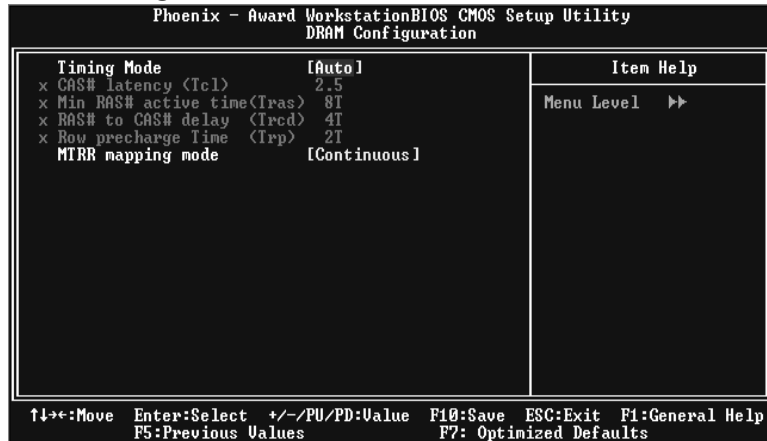 Phoenix - Award WorkstationBIOS CMOS Setup Utility
DRAM Configuration
Timing Mode [Auto]
x CAS# latency (Tcl) 2.5
x Min RAS# active time(Tras) 8T
x RAS# to CAS# delay (Trcd) 4T
x Row precharge Time (Trp) 2T
MTRR mapping mode [Continuous]
Item Help
Menu Level ▶▶
↑↓→←:Move Enter:Select +/-/PU/PD:Value F10:Save ESC:Exit F1:General Help
F5:Previous Values F7: Optimized Defaults